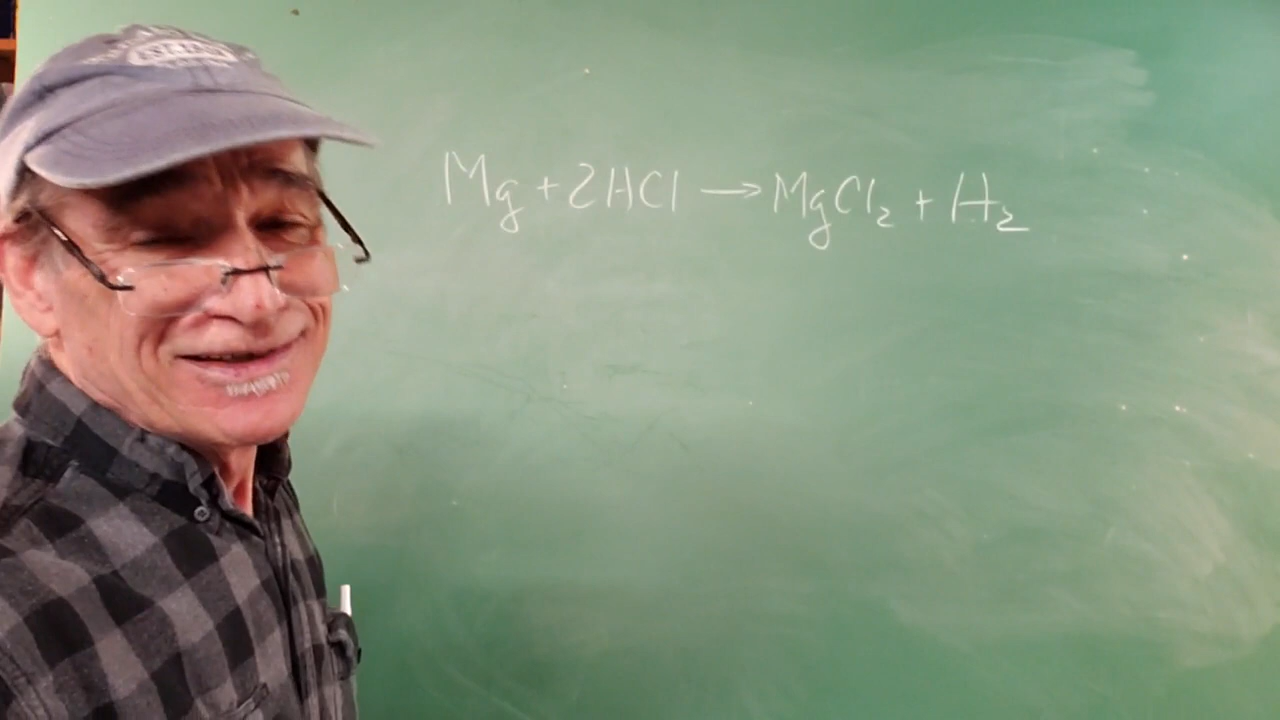 Mg + 2HCl → MgCl₂ + H₂